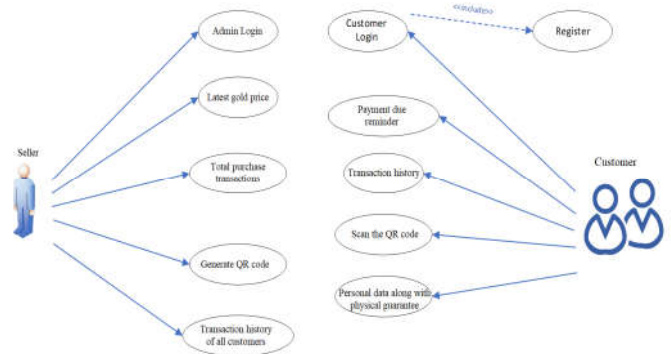 <<include>>
Admin Login
Customer
Login
Register
Latest gold price
Payment due
reminder
Seller
Total purchase
transactions
Transaction history
Customer
Scan the QR code
Generate QR code
Personal data along with
physical guarantee
Transaction history
of all customers